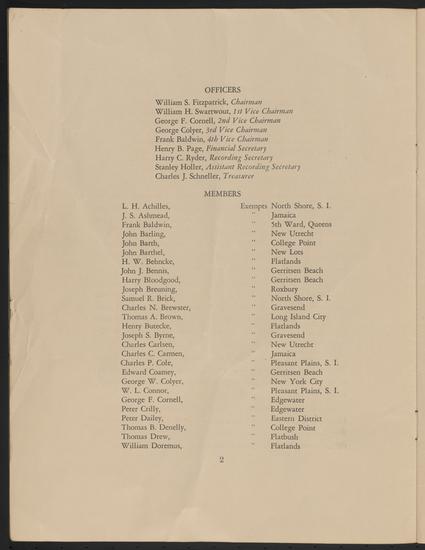 OFFICERS
William S. Fitzpatrick, Chairman
William H. Swartwout, 1st Vice Chairman
George F. Cornell, 2nd Vice Chairman
George Colyer, 3rd Vice Chairman
Frank Baldwin, 4th Vice Chairman
Henry B. Page, Financial Secretary
Harry C. Ryder, Recording Secretary
Stanley Holler, Assistant Recording Secretary
Charles J. Schneller, Treasurer
MEMBERS
L. H. Achilles, Exempts North Shore, S. I.
J. S. Ashmead, " Jamaica
Frank Baldwin, " 5th Ward, Queens
John Barling, " New Utrecht
John Barth, " College Point
John Barthel, " New Lots
H. W. Behncke, " Flatlands
John J. Bennis, " Gerritsen Beach
Harry Bloodgood, " Gerritsen Beach
Joseph Breuning, " Roxbury
Samuel R. Brick, " North Shore, S. I.
Charles N. Brewster, " Gravesend
Thomas A. Brown, " Long Island City
Henry Butecke, " Flatlands
Joseph S. Byrne, " Gravesend
Charles Carlsen, " New Utrecht
Charles C. Carmen, " Jamaica
Charles P. Cole, " Pleasant Plains, S. I.
Edward Coamey, " Gerritsen Beach
George W. Colyer, " New York City
W. L. Connor, " Pleasant Plains, S. I.
George F. Cornell, " Edgewater
Peter Crilly, " Edgewater
Peter Dailey, " Eastern District
Thomas B. Denelly, " College Point
Thomas Drew, " Flatbush
William Doremus, " Flatlands
2